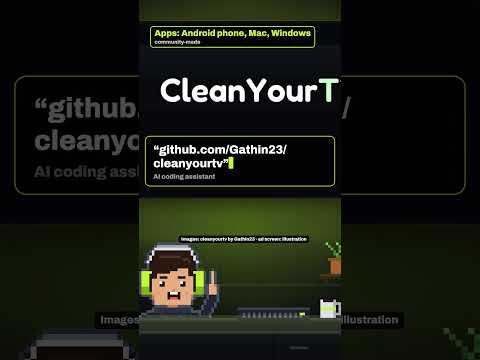 Apps: Android phone, Mac, Windows
community-made
CleanYourT
“github.com/Gathin23/
cleanyourtv”
AI coding assistant
Images: cleanyourtv by Gathin23 · ad screen: illustration